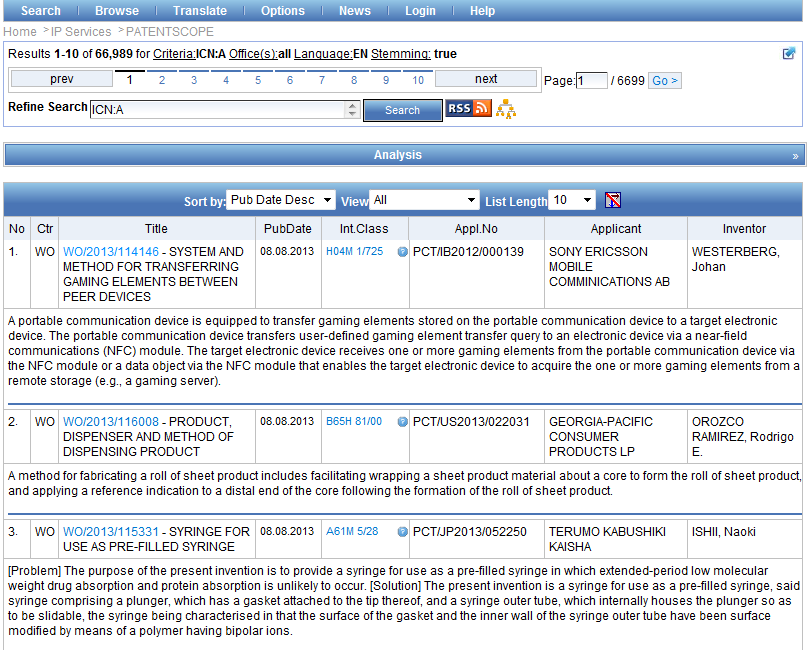 Search Browse Translate Options News Login Help
Home >IP Services >PATENTSCOPE
Results 1-10 of 66,989 for Criteria:ICN:A Office(s):all Language:EN Stemming: true
prev 1 2 3 4 5 6 7 8 9 10 next Page: 1 / 6699 Go >
Refine Search ICN:A Search RSS
Analysis »
Sort by: Pub Date Desc View All List Length 10
No Ctr Title PubDate Int.Class Appl.No Applicant Inventor
1. WO WO/2013/114146 - SYSTEM AND 08.08.2013 H04M 1/725 ? PCT/IB2012/000139 SONY ERICSSON WESTERBERG,
METHOD FOR TRANSFERRING MOBILE Johan
GAMING ELEMENTS BETWEEN COMMINICATIONS AB
PEER DEVICES
A portable communication device is equipped to transfer gaming elements stored on the portable communication device to a target electronic
device. The portable communication device transfers user-defined gaming element transfer query to an electronic device via a near-field
communications (NFC) module. The target electronic device receives one or more gaming elements from the portable communication device via
the NFC module or a data object via the NFC module that enables the target electronic device to acquire the one or more gaming elements from a
remote storage (e.g., a gaming server).
2. WO WO/2013/116008 - PRODUCT, 08.08.2013 B65H 81/00 ? PCT/US2013/022031 GEORGIA-PACIFIC OROZCO
DISPENSER AND METHOD OF CONSUMER RAMIREZ, Rodrigo
DISPENSING PRODUCT PRODUCTS LP E.
A method for fabricating a roll of sheet product includes facilitating wrapping a sheet product material about a core to form the roll of sheet product,
and applying a reference indication to a distal end of the core following the formation of the roll of sheet product.
3. WO WO/2013/115331 - SYRINGE FOR 08.08.2013 A61M 5/28 ? PCT/JP2013/052250 TERUMO KABUSHIKI ISHII, Naoki
USE AS PRE-FILLED SYRINGE KAISHA
[Problem] The purpose of the present invention is to provide a syringe for use as a pre-filled syringe in which extended-period low molecular
weight drug absorption and protein absorption is unlikely to occur. [Solution] The present invention is a syringe for use as a pre-filled syringe, said
syringe comprising a plunger, which has a gasket attached to the tip thereof, and a syringe outer tube, which internally houses the plunger so as
to be slidable, the syringe being characterised in that the surface of the gasket and the inner wall of the syringe outer tube have been surface
modified by means of a polymer having bipolar ions.